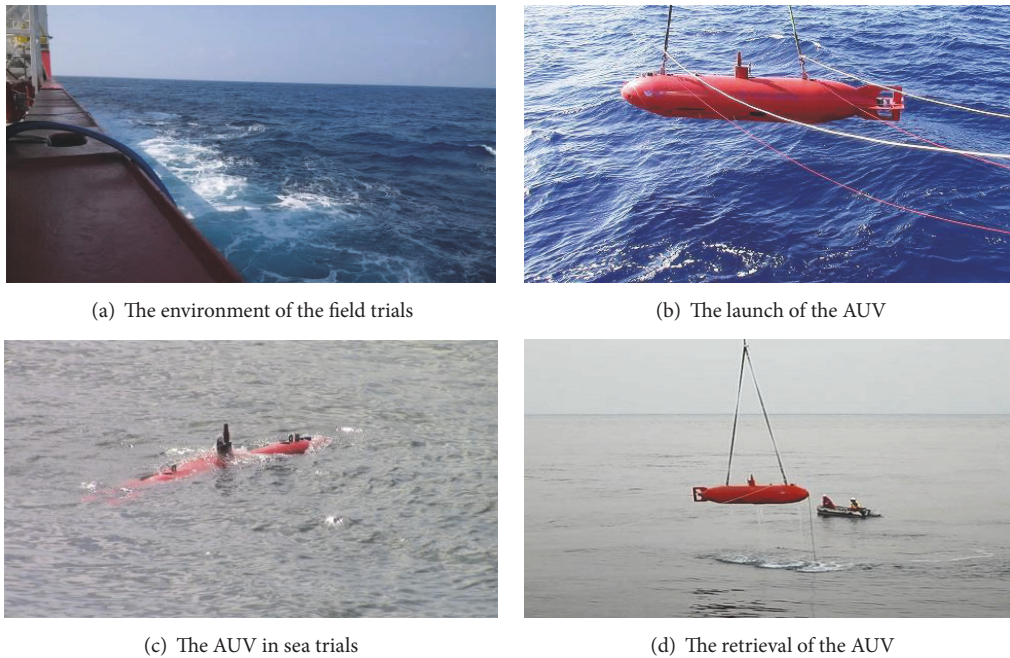 (a) The environment of the field trials
(b) The launch of the AUV
(c) The AUV in sea trials
(d) The retrieval of the AUV